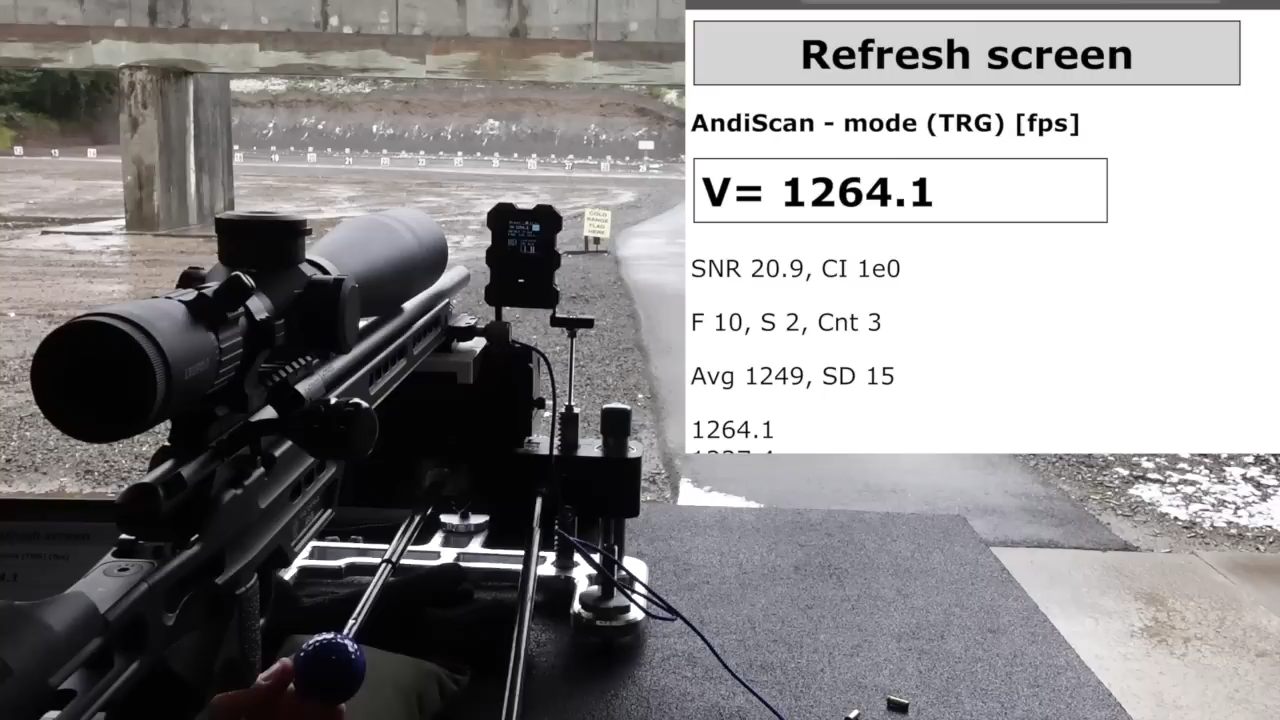 Refresh screen
AndiScan - mode (TRG) [fps]
V= 1264.1
SNR 20.9, CI 1e0
F 10, S 2, Cnt 3
Avg 1249, SD 15
1264.1
COLD
RANGE
FLAG
HERE